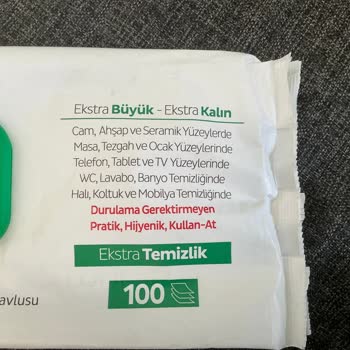 Ekstra Büyük - Ekstra Kalın
Cam, Ahşap ve Seramik Yüzeylerde
Masa, Tezgah ve Ocak Yüzeylerinde
Telefon, Tablet ve TV Yüzeylerinde
WC, Lavabo, Banyo Temizliğinde
Halı, Koltuk ve Mobilya Temizliğinde
Durulama Gerektirmeyen
Pratik, Hijyenik, Kullan-At
Ekstra Temizlik
avlusu
100